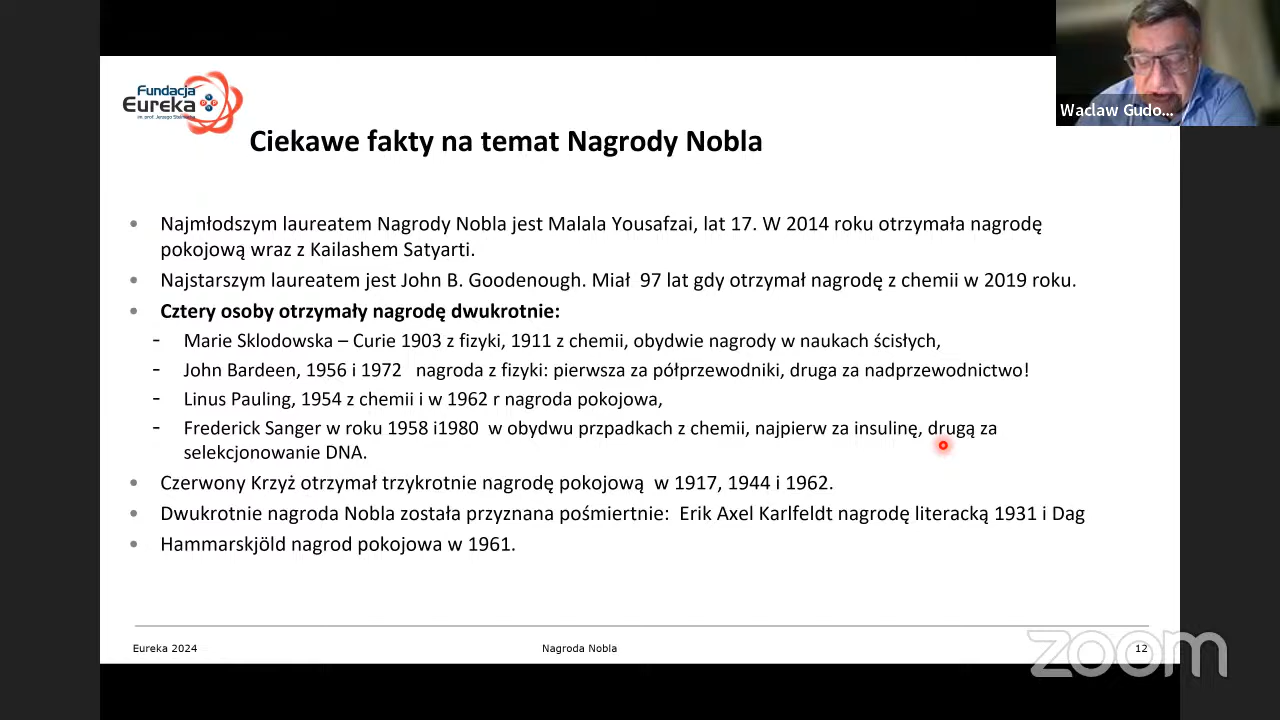 Fundacja
Eureka
Waclaw Gudo...
Ciekawe fakty na temat Nagrody Nobla
• Najmłodszym laureatem Nagrody Nobla jest Malala Yousafzai, lat 17. W 2014 roku otrzymała nagrodę
pokojową wraz z Kailashem Satyarti.
• Najstarszym laureatem jest John B. Goodenough. Miał 97 lat gdy otrzymał nagrodę z chemii w 2019 roku.
• Cztery osoby otrzymały nagrodę dwukrotnie:
- Marie Sklodowska – Curie 1903 z fizyki, 1911 z chemii, obydwie nagrody w naukach ścisłych,
- John Bardeen, 1956 i 1972 nagroda z fizyki: pierwsza za półprzewodniki, druga za nadprzewodnictwo!
- Linus Pauling, 1954 z chemii i w 1962 r nagroda pokojowa,
- Frederick Sanger w roku 1958 i1980 w obydwu przpadkach z chemii, najpierw za insulinę, drugą za
selekcjonowanie DNA.
• Czerwony Krzyż otrzymał trzykrotnie nagrodę pokojową w 1917, 1944 i 1962.
• Dwukrotnie nagroda Nobla została przyznana pośmiertnie: Erik Axel Karlfeldt nagrodę literacką 1931 i Dag
• Hammarskjöld nagrod pokojowa w 1961.
Eureka 2024
Nagroda Nobla
12
zoom